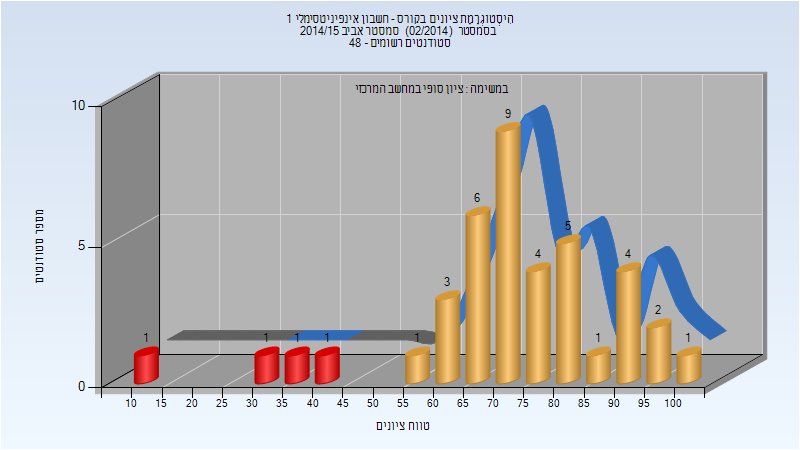 היסטוגרמת ציונים בקורס - חשבון אינפיניטסימלי 1
בסמסטר (02/2014) סמסטר אביב 2014/15
סטודנטים רשומים - 48
במשימה : ציון סופי במחשב המרכזי
10
5
0
מספר סטודנטים
1
1
1
1
1
3
6
9
4
5
1
4
2
1
10 15 20 25 30 35 40 45 50 55 60 65 70 75 80 85 90 95 100
טווח ציונים